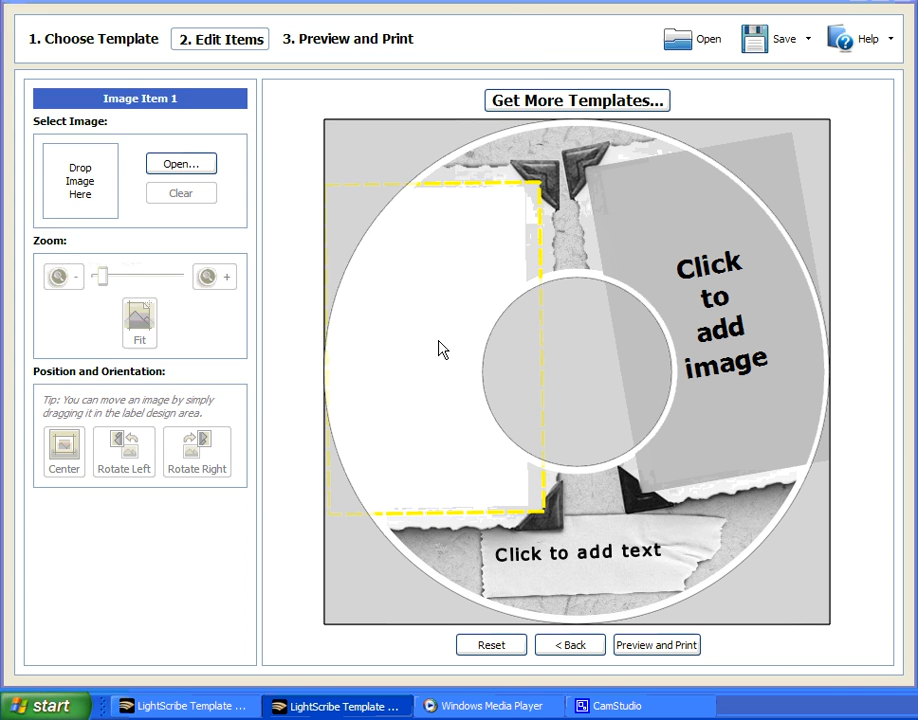 1. Choose Template 2. Edit Items 3. Preview and Print Open Save Help
Image Item 1
Select Image:
Drop
Image
Here
Open...
Clear
Zoom:
-
+
Fit
Position and Orientation:
Tip: You can move an image by simply
dragging it in the label design area.
Center Rotate Left Rotate Right
Get More Templates...
Click
to
add
image
Click to add text
Reset < Back Preview and Print
start LightScribe Template ... LightScribe Template ... Windows Media Player CamStudio